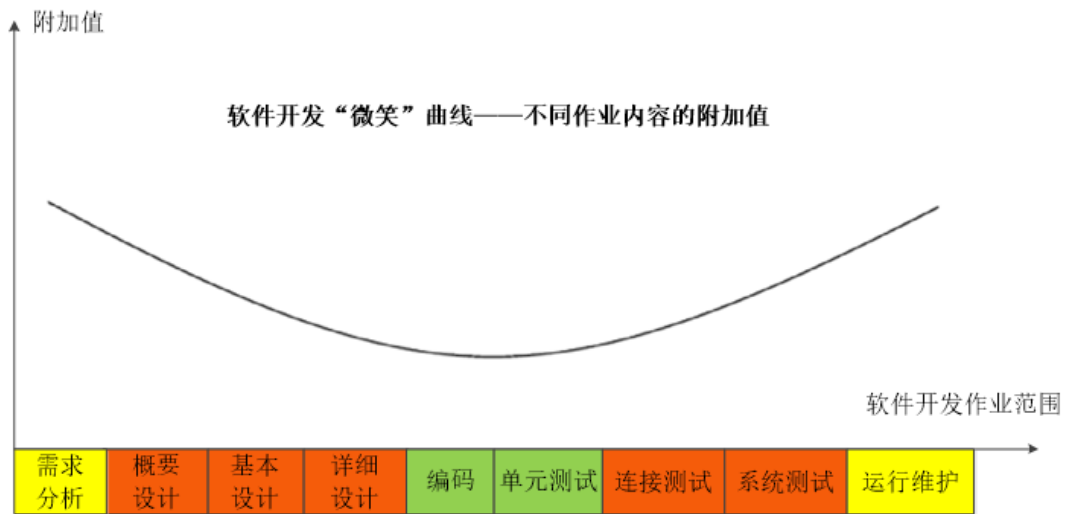 附加值
软件开发“微笑”曲线——不同作业内容的附加值
软件开发作业范围
需求
分析
概要
设计
基本
设计
详细
设计
编码
单元测试
连接测试
系统测试
运行维护